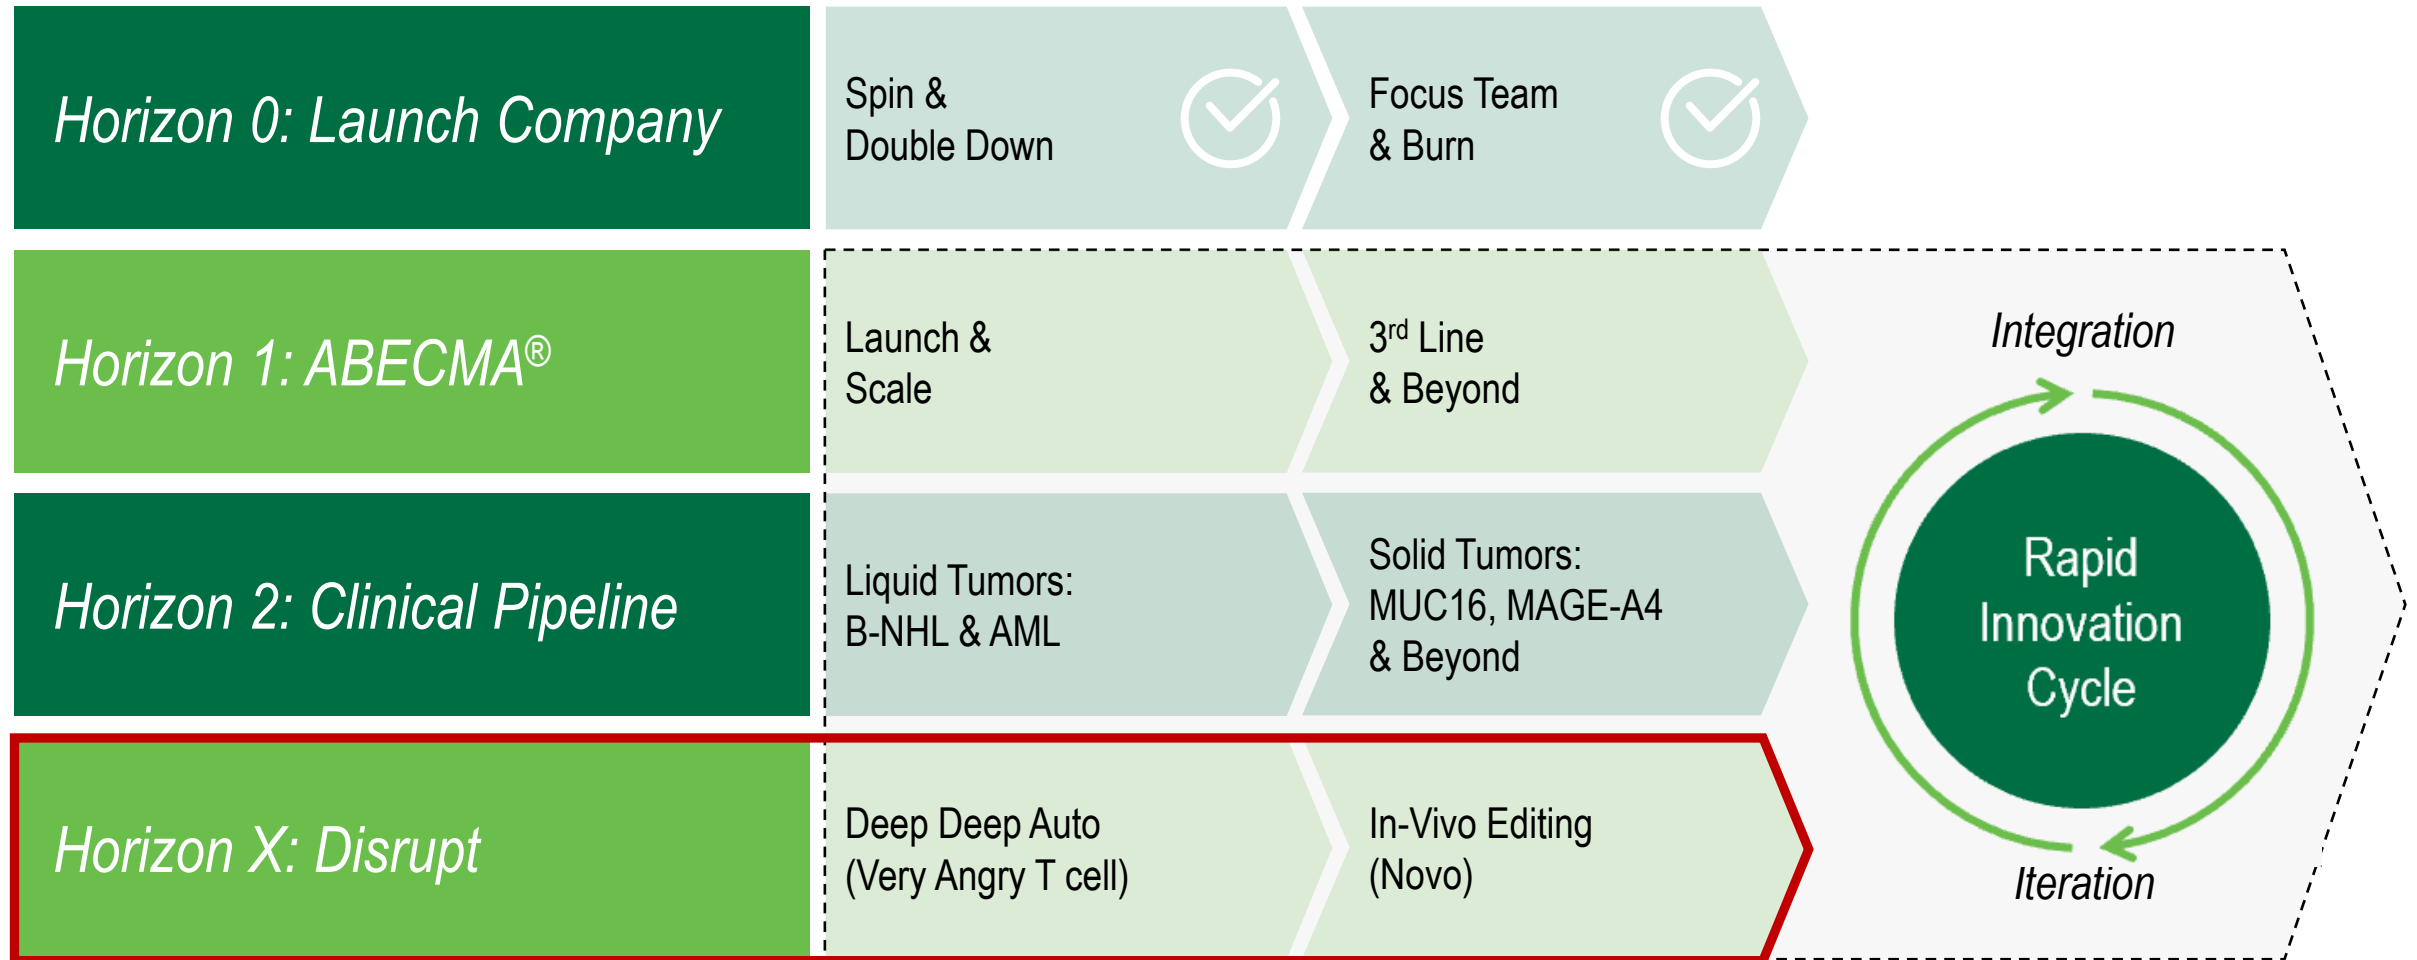 Horizon 0: Launch Company
Spin &
Double Down
Focus Team
& Burn
Horizon 1: ABECMA®
Launch &
Scale
3rd Line
& Beyond
Horizon 2: Clinical Pipeline
Liquid Tumors:
B-NHL & AML
Solid Tumors:
MUC16, MAGE-A4
& Beyond
Horizon X: Disrupt
Deep Deep Auto
(Very Angry T cell)
In-Vivo Editing
(Novo)
Integration
Rapid
Innovation
Cycle
Iteration